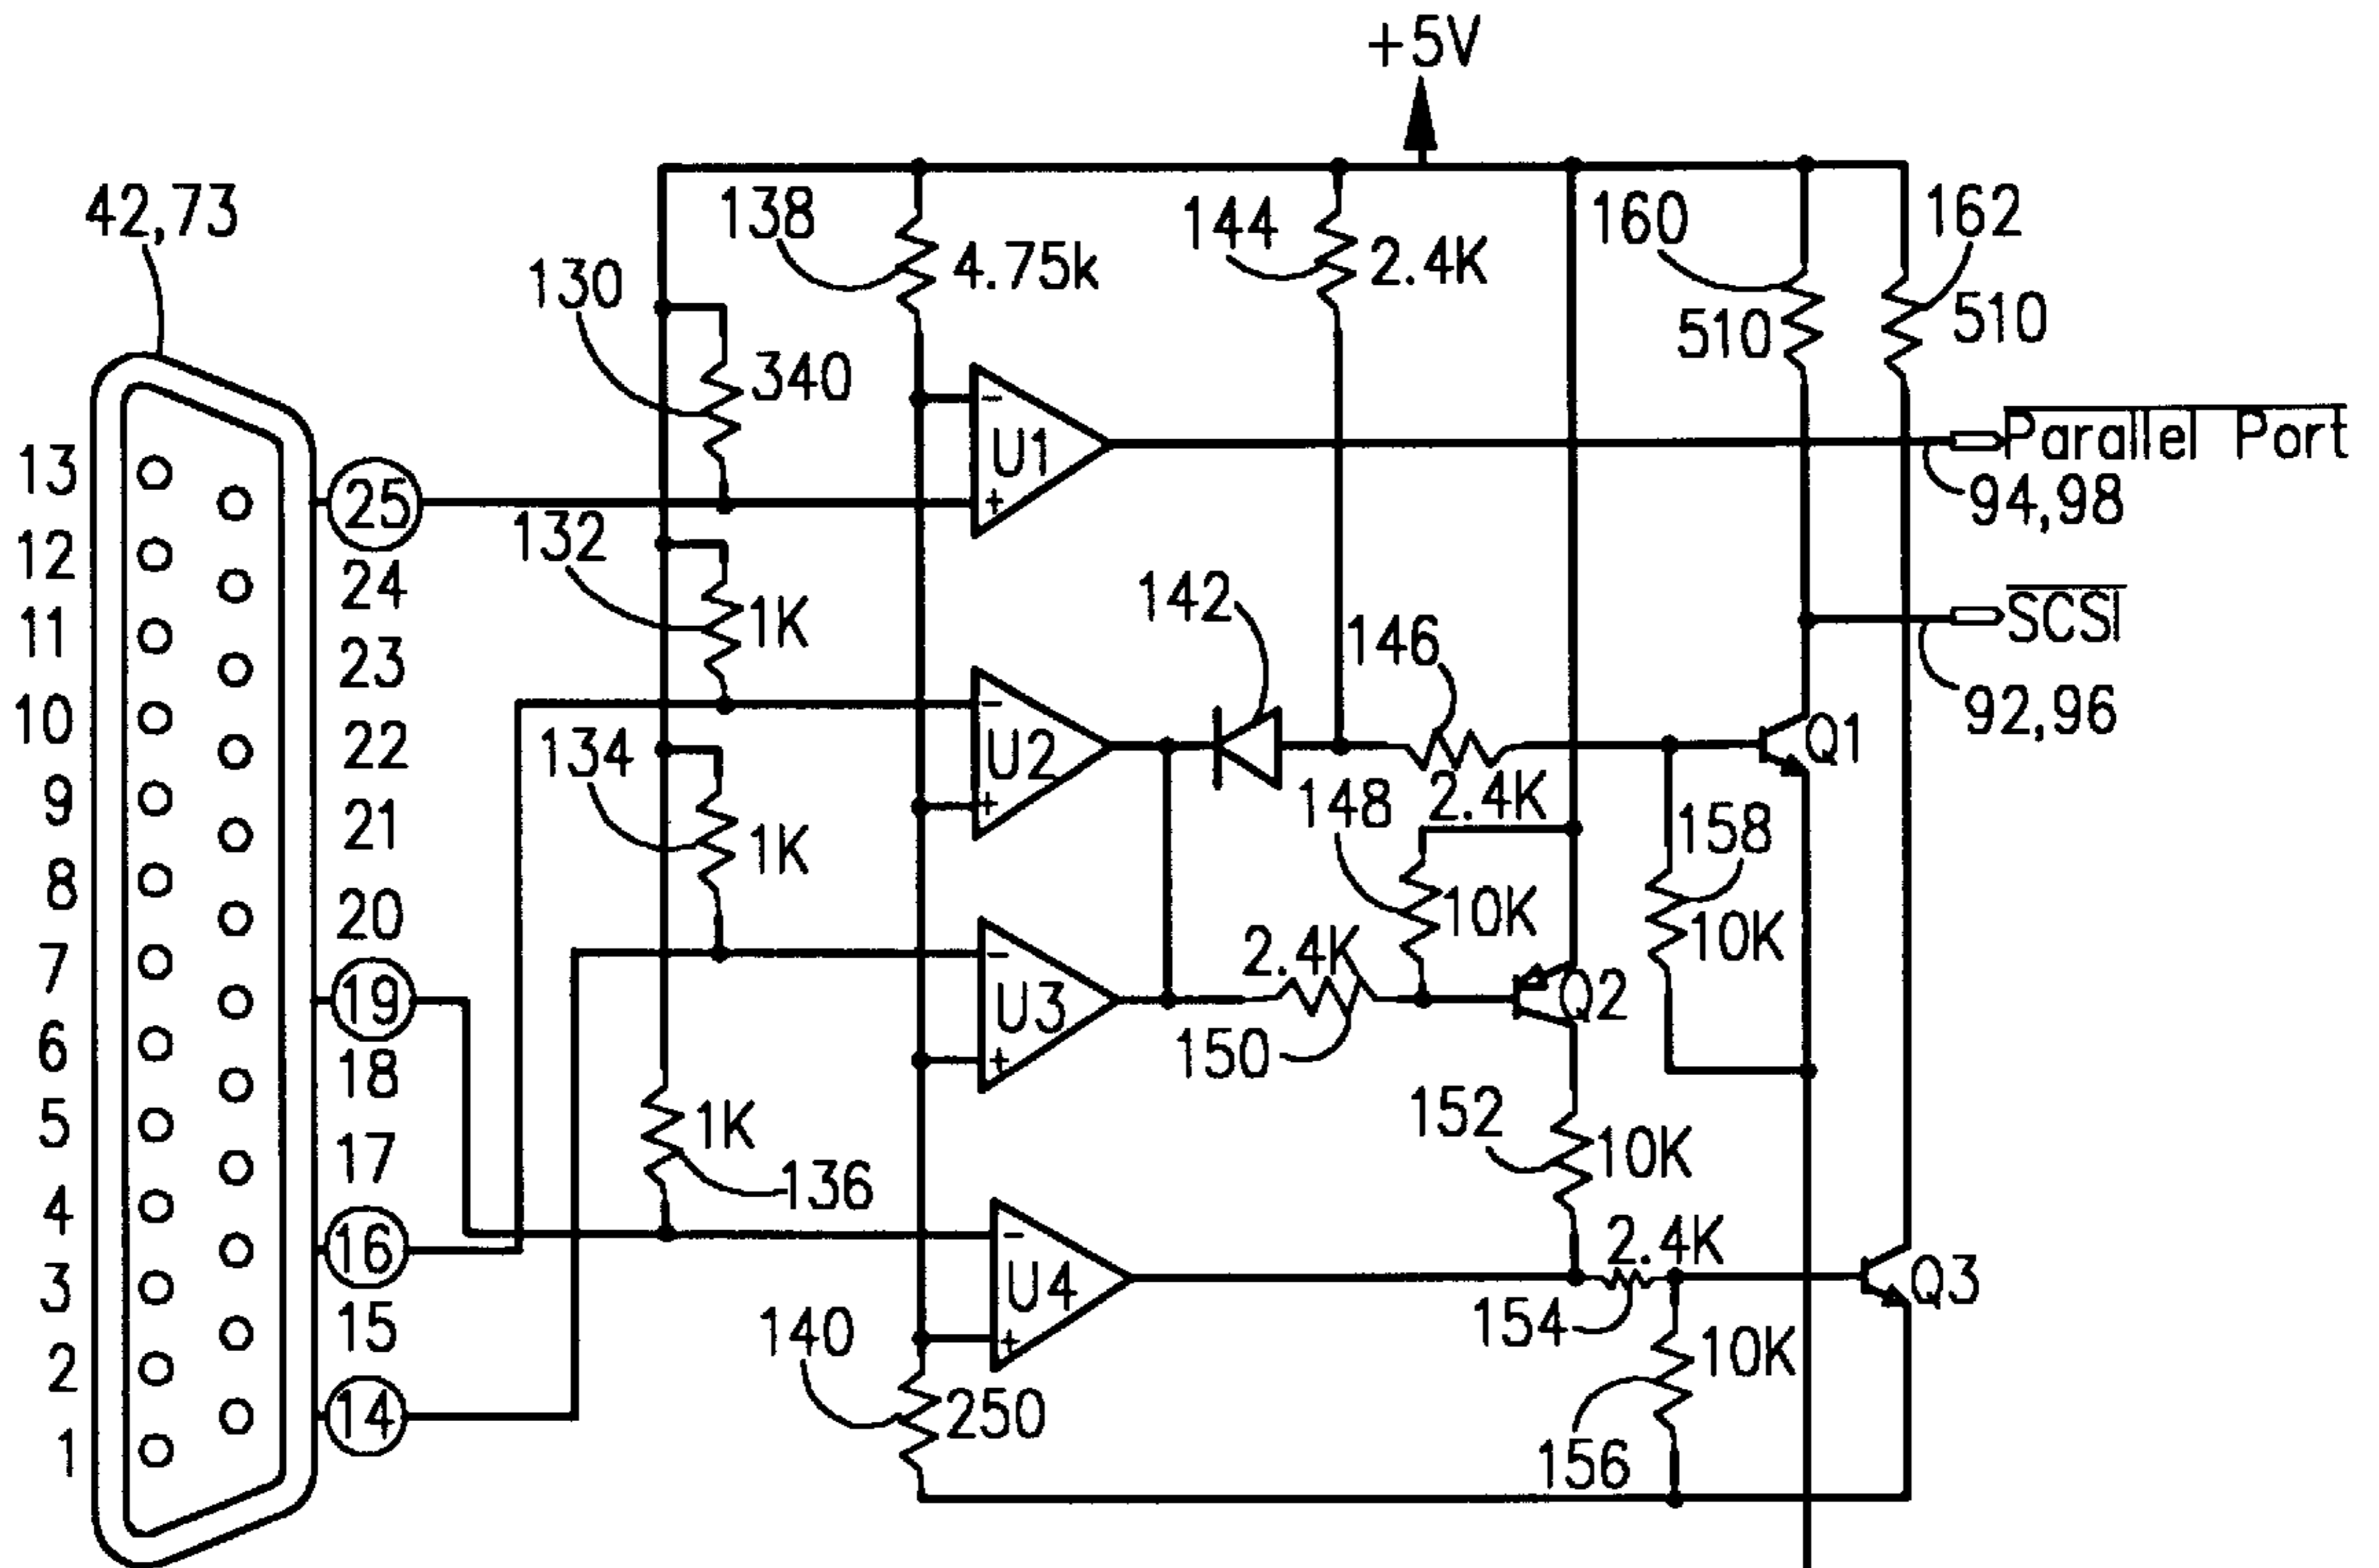 +5V
42,73
138
4.75k
144
2.4K
160
510
162
510
130
340
U1
-
+
Parallel Port
94,98
132
1K
142
146
2.4K
SCSI
92,96
134
1K
U2
-
+
Q1
148
10K
158
10K
U3
-
+
2.4K
150
Q2
1K
136
152
10K
U4
-
+
2.4K
154
Q3
140
250
10K
156
13
12
11
10
9
8
7
6
5
4
3
2
1
25
24
23
22
21
20
19
18
17
16
15
14